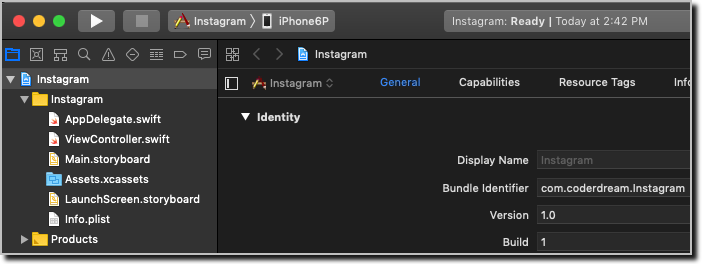 Instagram iPhone6P Instagram: Ready | Today at 2:42 PM
Instagram
Instagram General Capabilities Resource Tags Info
Identity
Display Name Instagram
Bundle Identifier com.coderdream.Instagram
Version 1.0
Build 1
Instagram
Instagram
AppDelegate.swift
ViewController.swift
Main.storyboard
Assets.xcassets
LaunchScreen.storyboard
Info.plist
Products